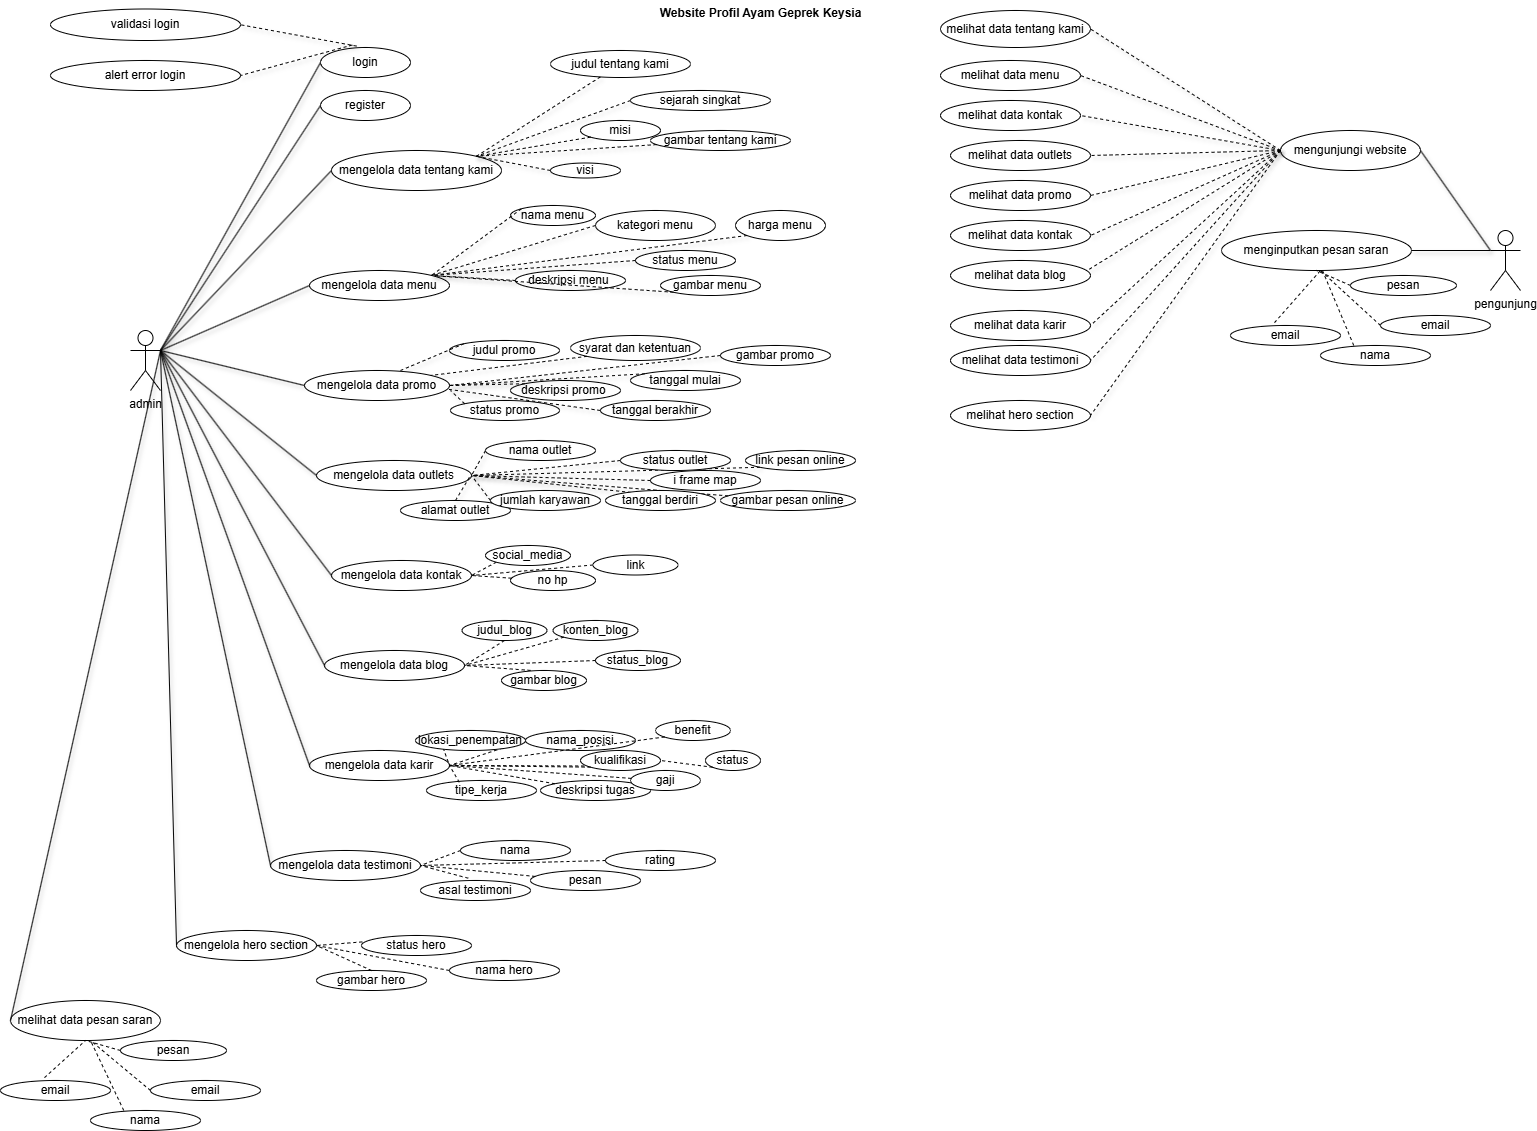 Website Profil Ayam Geprek Keysia
validasi login
alert error login
login
register
judul tentang kami
sejarah singkat
misi
gambar tentang kami
visi
mengelola data tentang kami
nama menu
kategori menu
harga menu
status menu
deskripsi menu
gambar menu
mengelola data menu
admin
judul promo
syarat dan ketentuan
gambar promo
tanggal mulai
deskripsi promo
status promo
tanggal berakhir
mengelola data promo
nama outlet
status outlet
link pesan online
i frame map
mengelola data outlets
jumlah karyawan
tanggal berdiri
gambar pesan online
alamat outlet
social_media
link
no hp
mengelola data kontak
judul_blog
konten_blog
status_blog
gambar blog
mengelola data blog
lokasi_penempatan
nama_posisi
benefit
kualifikasi
status
gaji
tipe_kerja
deskripsi tugas
mengelola data karir
nama
rating
pesan
asal testimoni
mengelola data testimoni
status hero
nama hero
gambar hero
mengelola hero section
melihat data pesan saran
pesan
email
email
nama
melihat data tentang kami
melihat data menu
melihat data kontak
melihat data outlets
melihat data promo
melihat data kontak
melihat data blog
melihat data karir
melihat data testimoni
melihat hero section
mengunjungi website
menginputkan pesan saran
pesan
email
email
nama
pengunjung